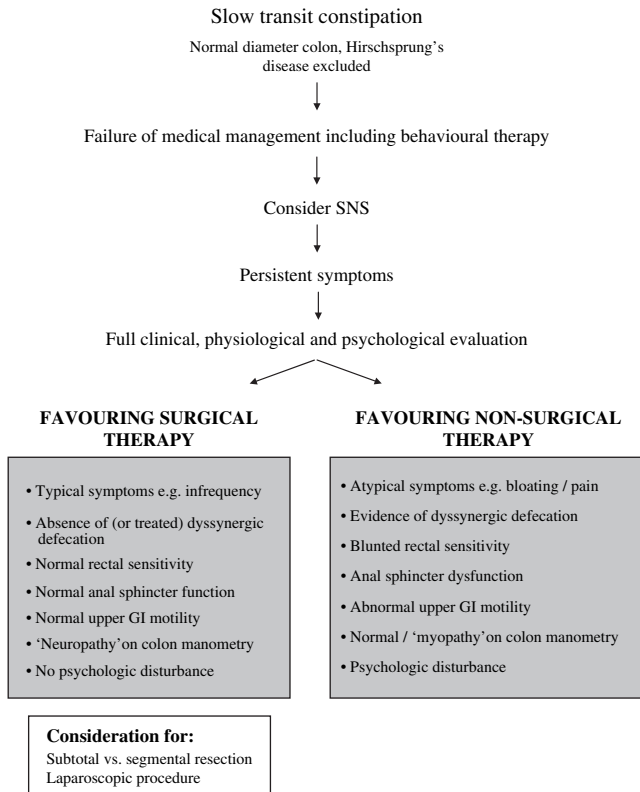 Slow transit constipation
Normal diameter colon, Hirschsprung's
disease excluded
Failure of medical management including behavioural therapy
Consider SNS
Persistent symptoms
Full clinical, physiological and psychological evaluation
FAVOURING SURGICAL
THERAPY
• Typical symptoms e.g. infrequency
• Absence of (or treated) dyssynergic
defecation
• Normal rectal sensitivity
• Normal anal sphincter function
• Normal upper GI motility
• 'Neuropathy'on colon manometry
• No psychologic disturbance
Consideration for:
Subtotal vs. segmental resection
Laparoscopic procedure
FAVOURING NON-SURGICAL
THERAPY
• Atypical symptoms e.g. bloating / pain
• Evidence of dyssynergic defecation
• Blunted rectal sensitivity
• Anal sphincter dysfunction
• Abnormal upper GI motility
• Normal / 'myopathy'on colon manometry
• Psychologic disturbance